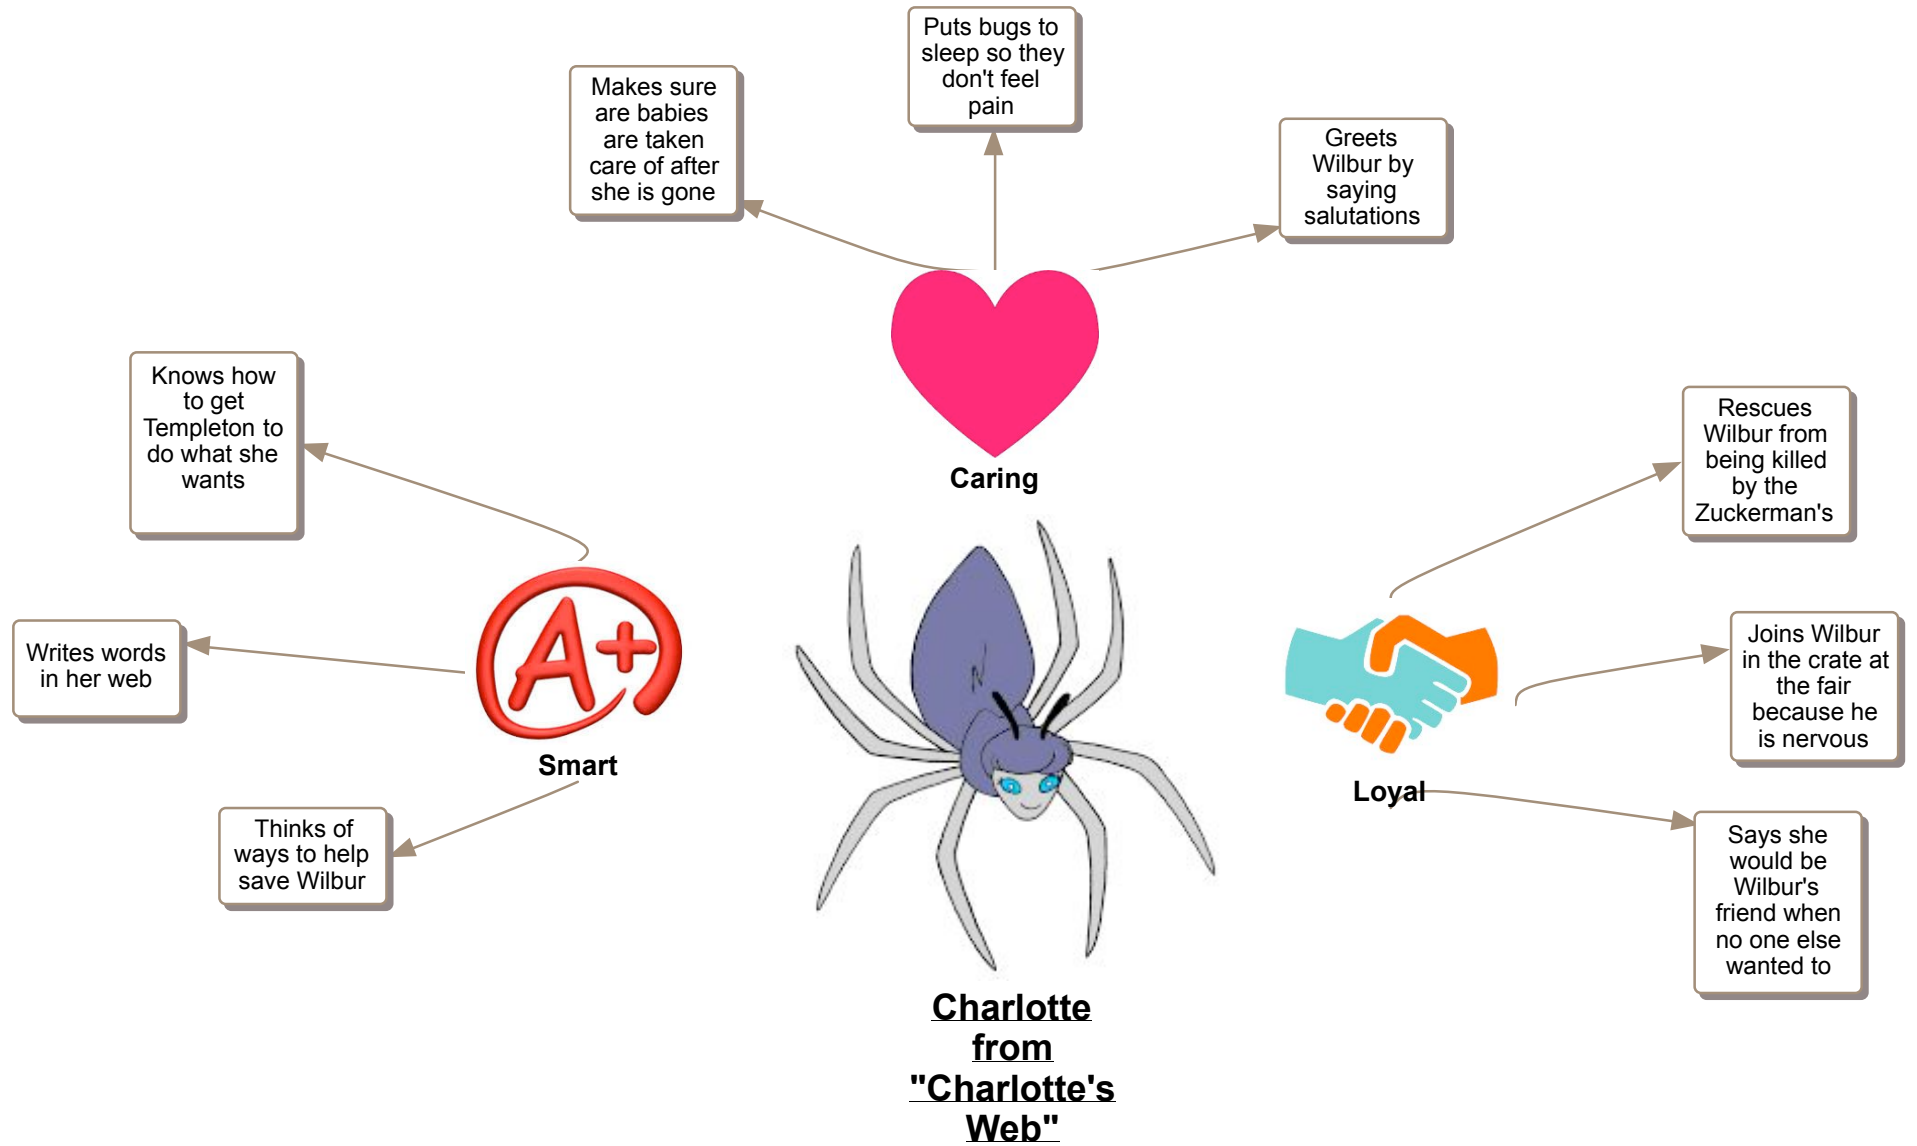 Puts bugs to
sleep so they
don't feel
pain
Makes sure
are babies
are taken
care of after
she is gone
Greets
Wilbur by
saying
salutations
Caring
Knows how
to get
Templeton to
do what she
wants
Writes words
in her web
Thinks of
ways to help
save Wilbur
A+
Smart
Rescues
Wilbur from
being killed
by the
Zuckerman's
Joins Wilbur
in the crate at
the fair
because he
is nervous
Says she
would be
Wilbur's
friend when
no one else
wanted to
Loyal
Charlotte
from
"Charlotte's
Web"